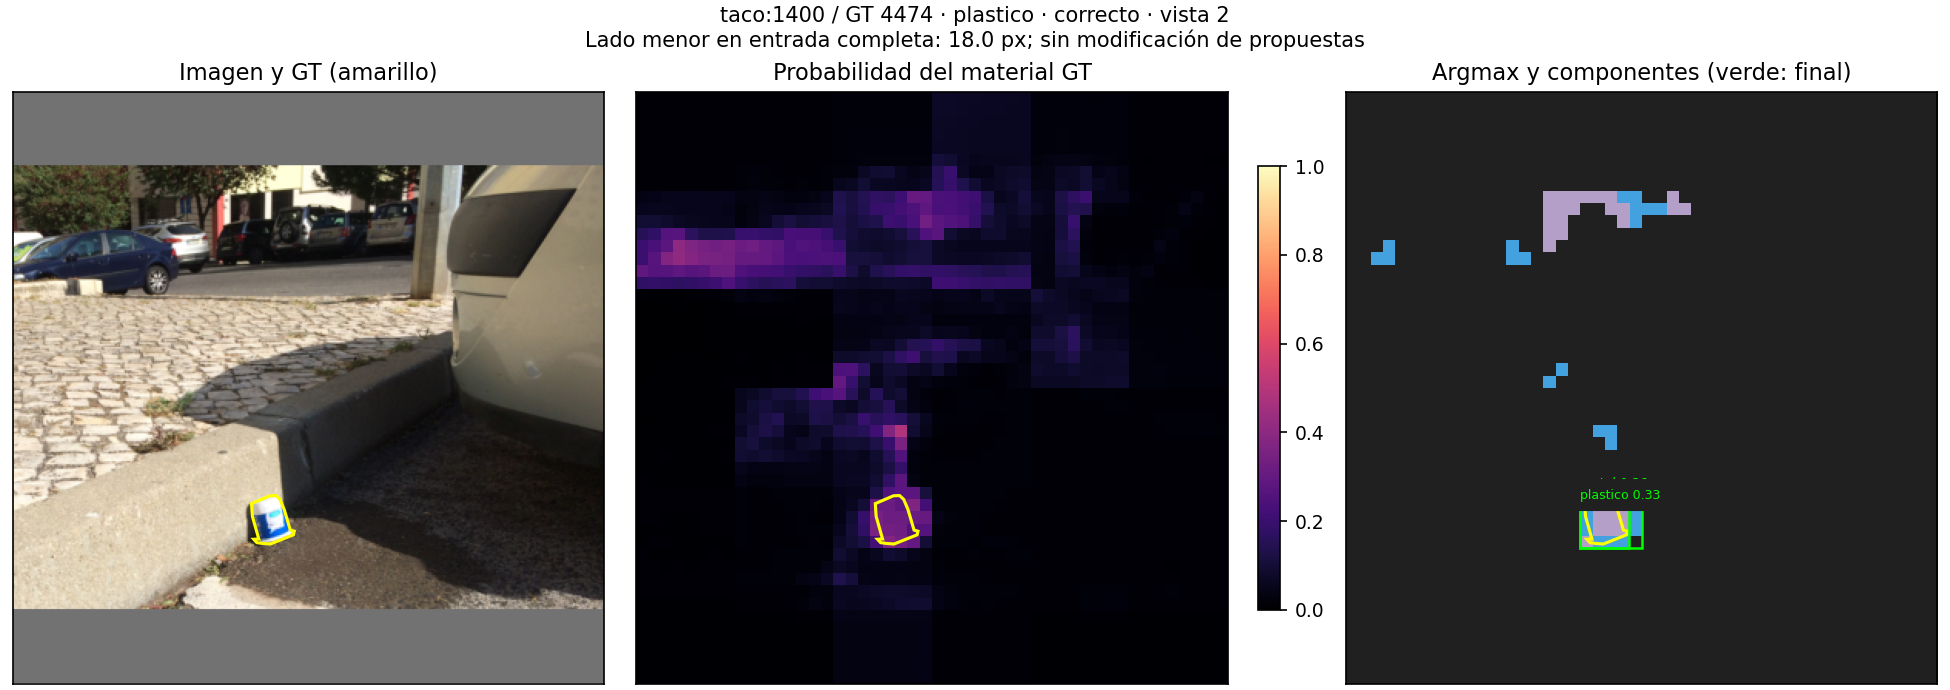 taco:1400 / GT 4474 · plastico · correcto · vista 2
Lado menor en entrada completa: 18.0 px; sin modificación de propuestas
Imagen y GT (amarillo)
Probabilidad del material GT
Argmax y componentes (verde: final)
1.0
0.8
0.6
0.4
0.2
0.0
plastico 0.33